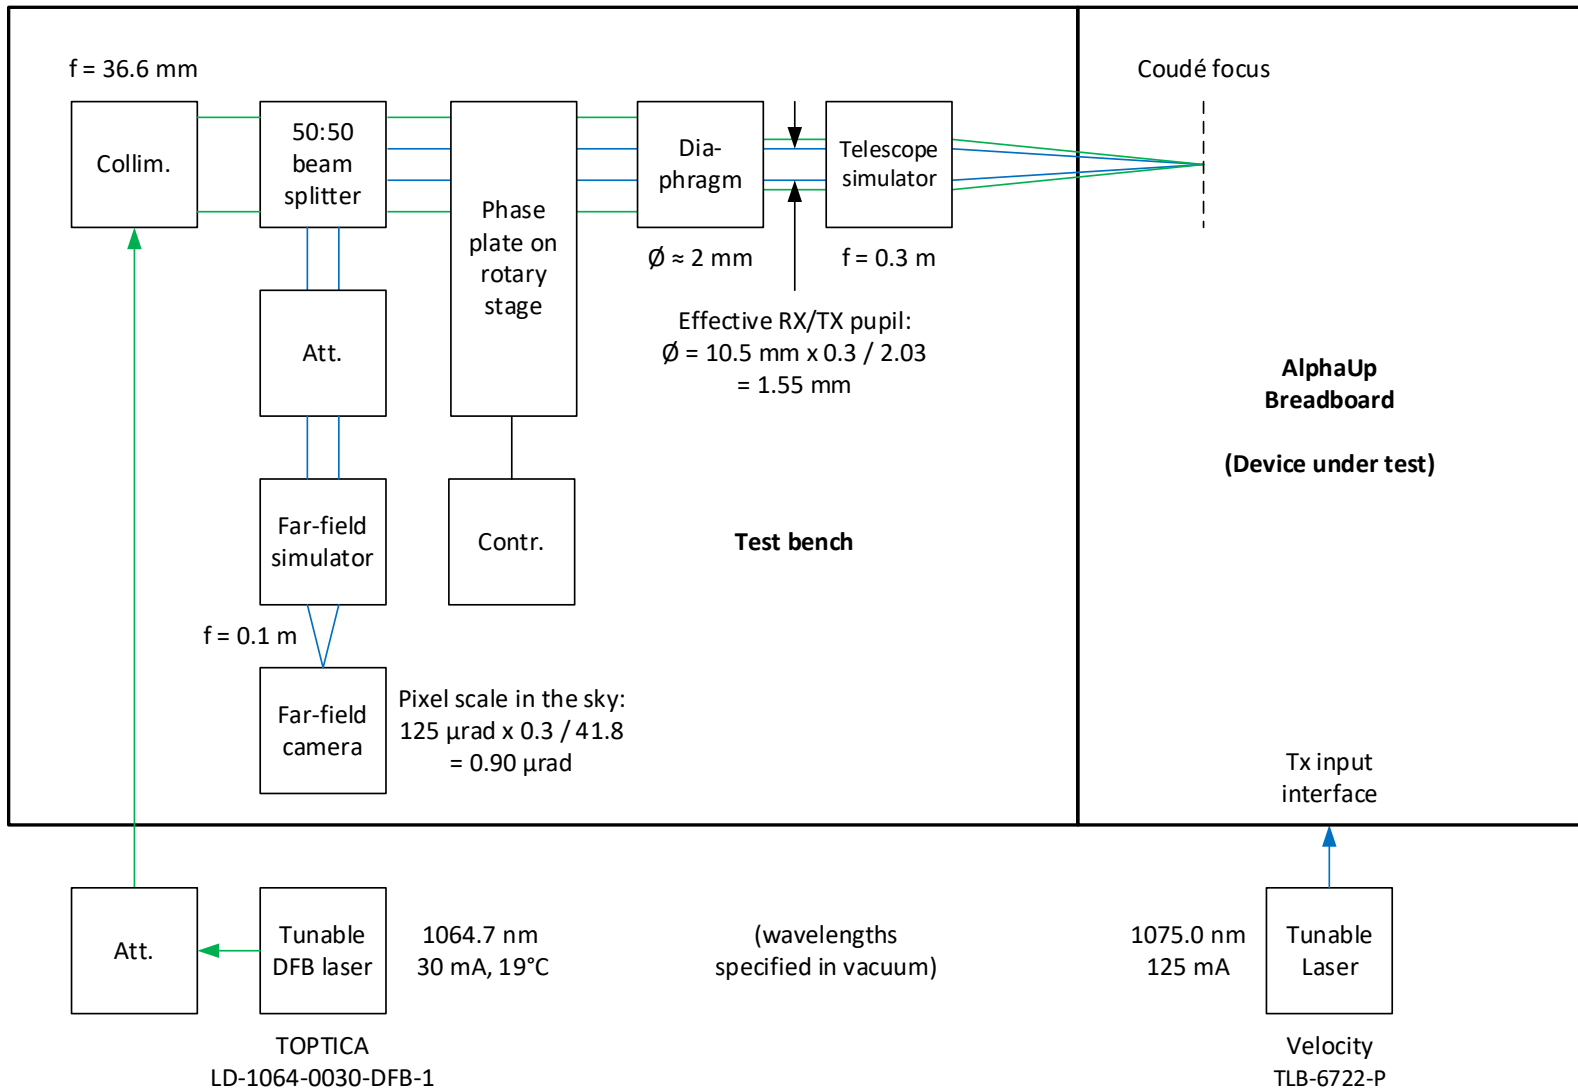 f = 36.6 mm
Coudé focus
Collim.
50:50
beam
splitter
Phase
plate on
rotary
stage
Dia-
phragm
Telescope
simulator
Ø ≈ 2 mm
f = 0.3 m
Effective RX/TX pupil:
Ø = 10.5 mm x 0.3 / 2.03
= 1.55 mm
Att.
AlphaUp
Breadboard
(Device under test)
Far-field
simulator
Contr.
Test bench
f = 0.1 m
Far-field
camera
Pixel scale in the sky:
125 µrad x 0.3 / 41.8
= 0.90 µrad
Tx input
interface
Att.
Tunable
DFB laser
1064.7 nm
30 mA, 19°C
(wavelengths
specified in vacuum)
1075.0 nm
125 mA
Tunable
Laser
TOPTICA
LD-1064-0030-DFB-1
Velocity
TLB-6722-P